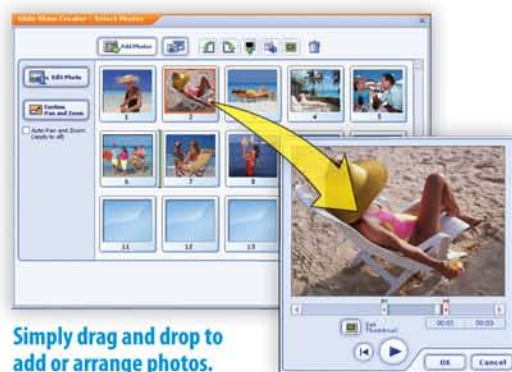 Slide Show Creator - Select Photos
Add Photos
Edit Photo
Custom
Pan and Zoom
Auto Pan and Zoom
(apply to all)
1
2
4
5
6
7
8
11
12
13
Set
Thumbnail
00:05
00:03
OK
Cancel
Simply drag and drop to
add or arrange photos.